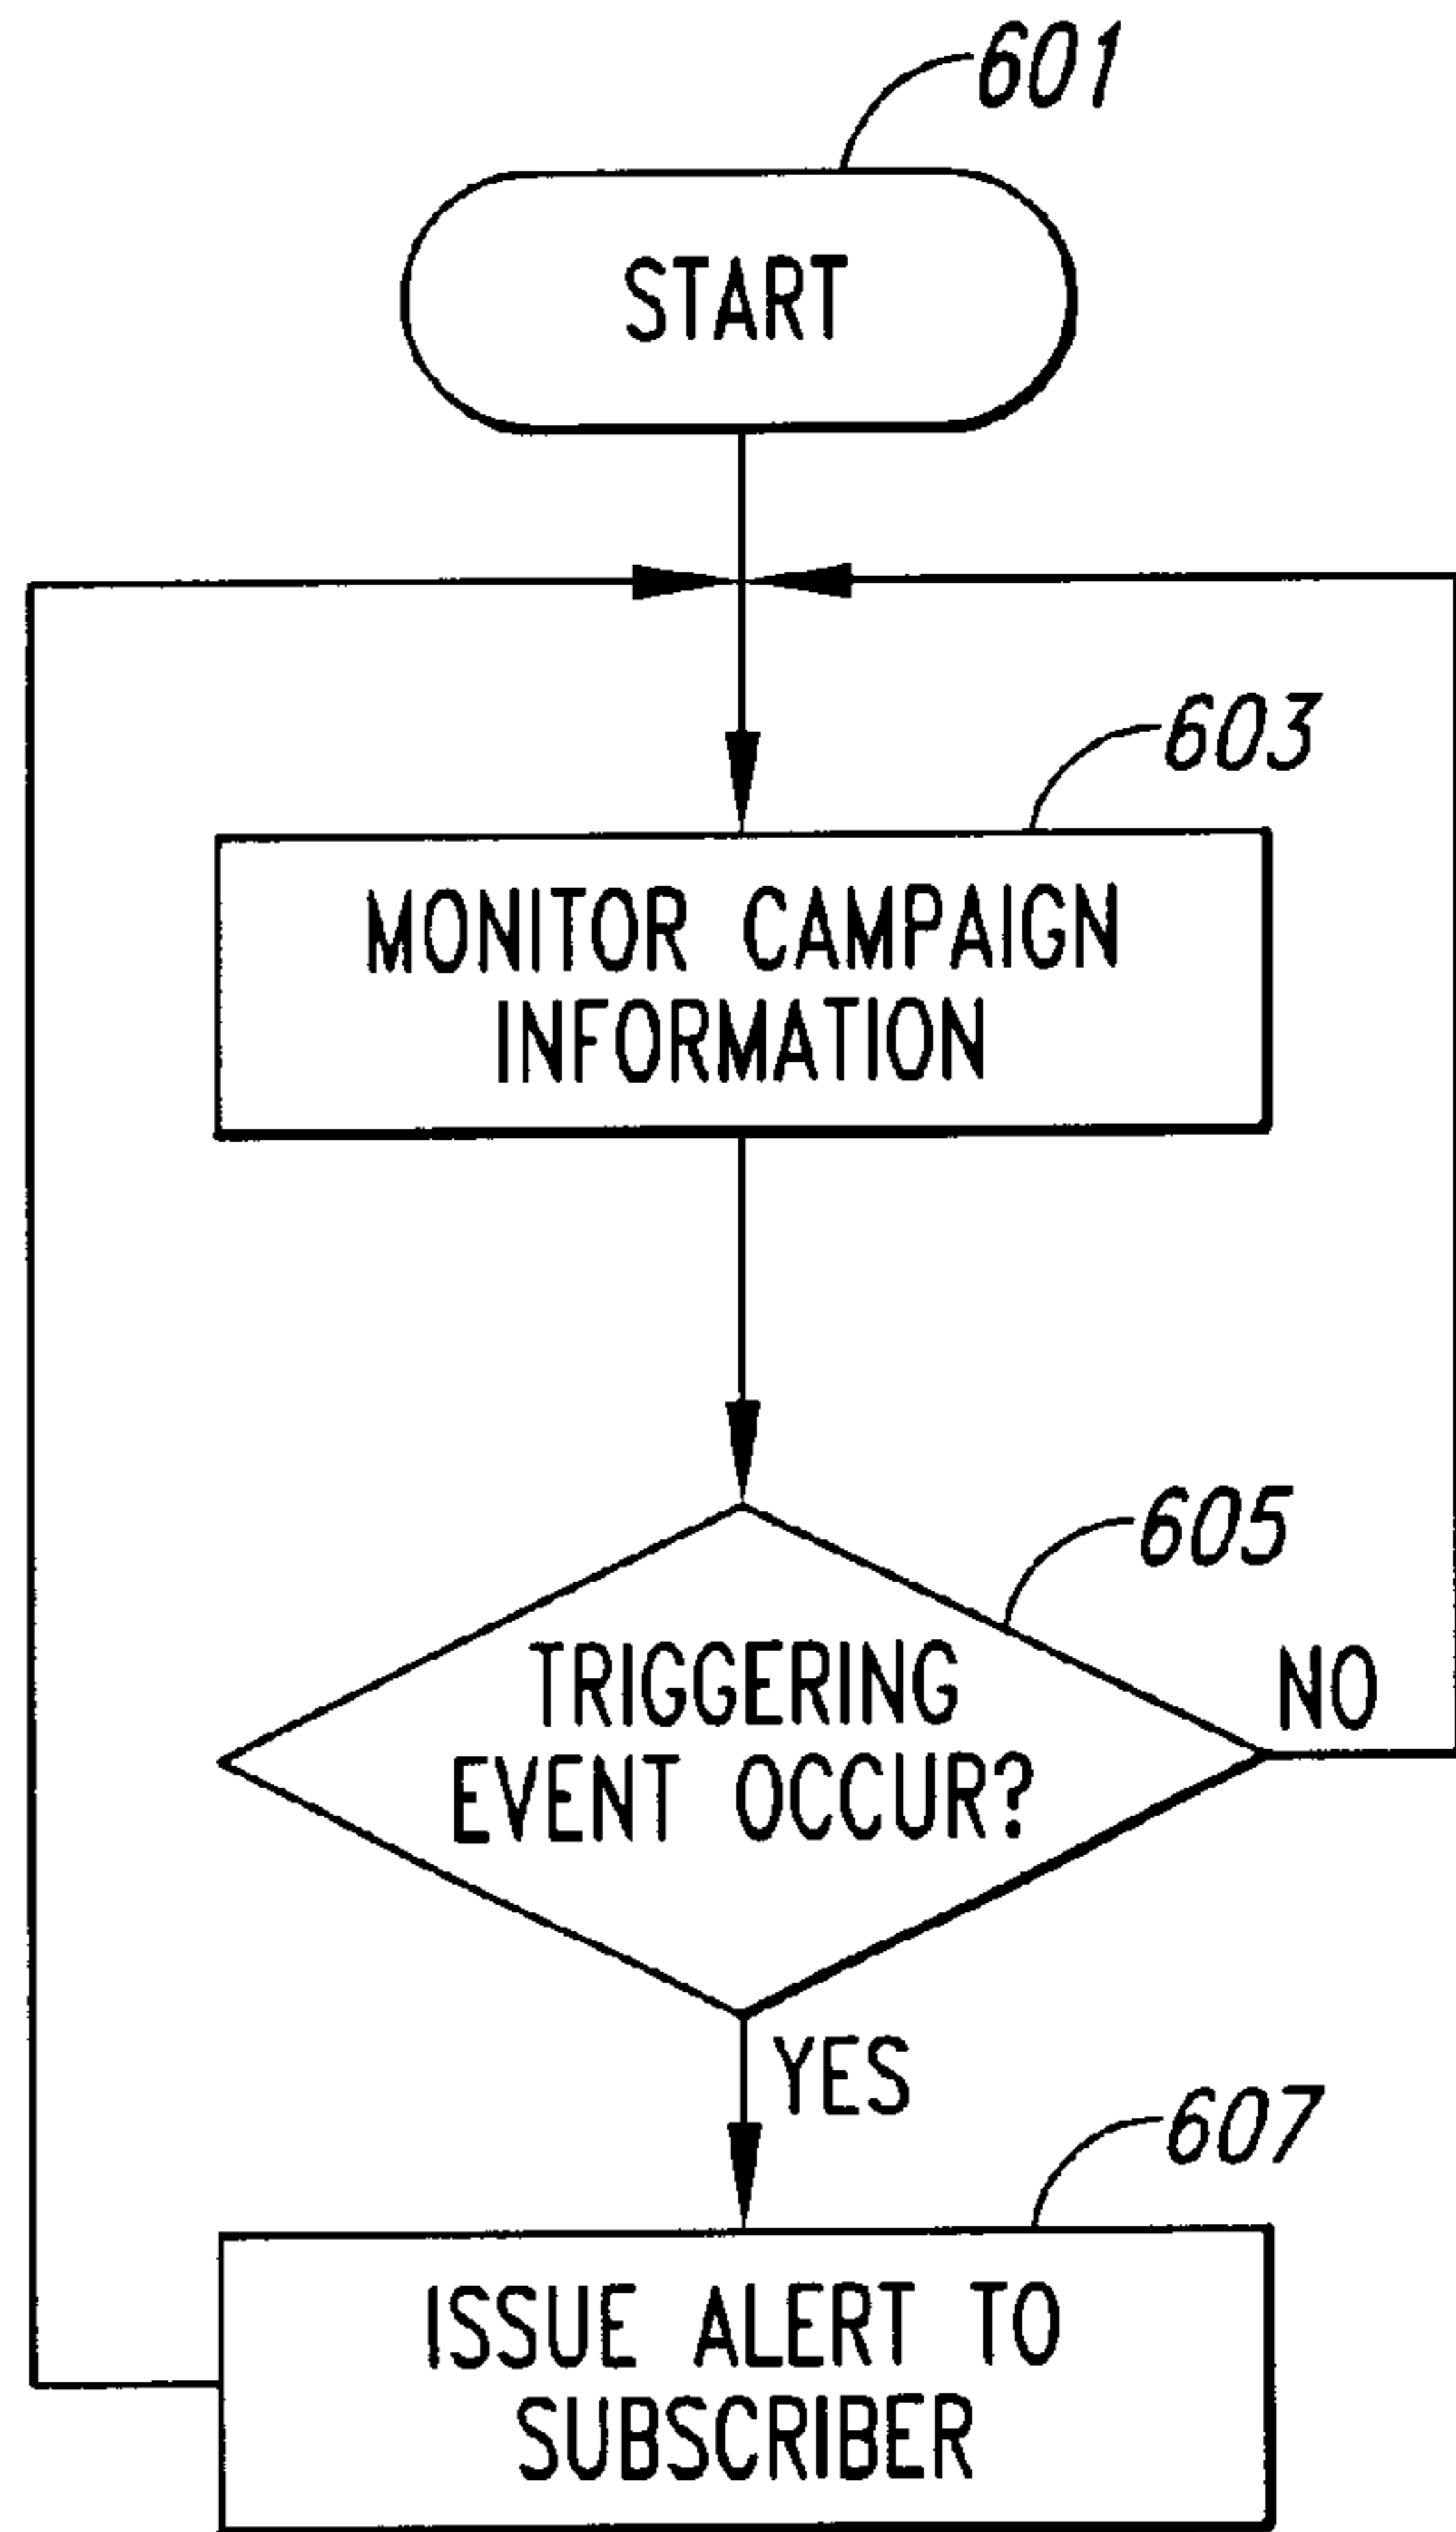 601
START
603
MONITOR CAMPAIGN
INFORMATION
605
TRIGGERING
EVENT OCCUR?
NO
YES
607
ISSUE ALERT TO
SUBSCRIBER